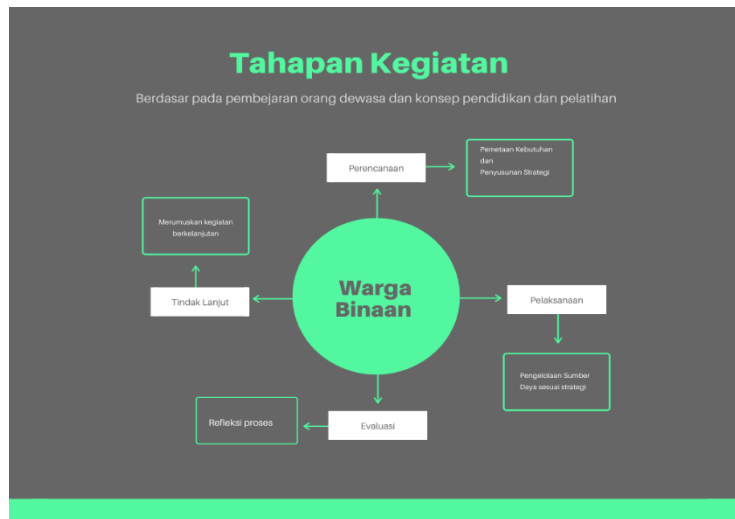 Tahapan Kegiatan
Berdasar pada pembejaran orang dewasa dan konsep pendidikan dan pelatihan
Perencanaan
Pemetaan Kebutuhan
dan
Penyusunan Strategi
Merumuskan kegiatan
berkelanjutan
Tindak Lanjut
Warga
Binaan
Pelaksanaan
Pengelolaan Sumber
Daya sesuai strategi
Refleksi proses
Evaluasi